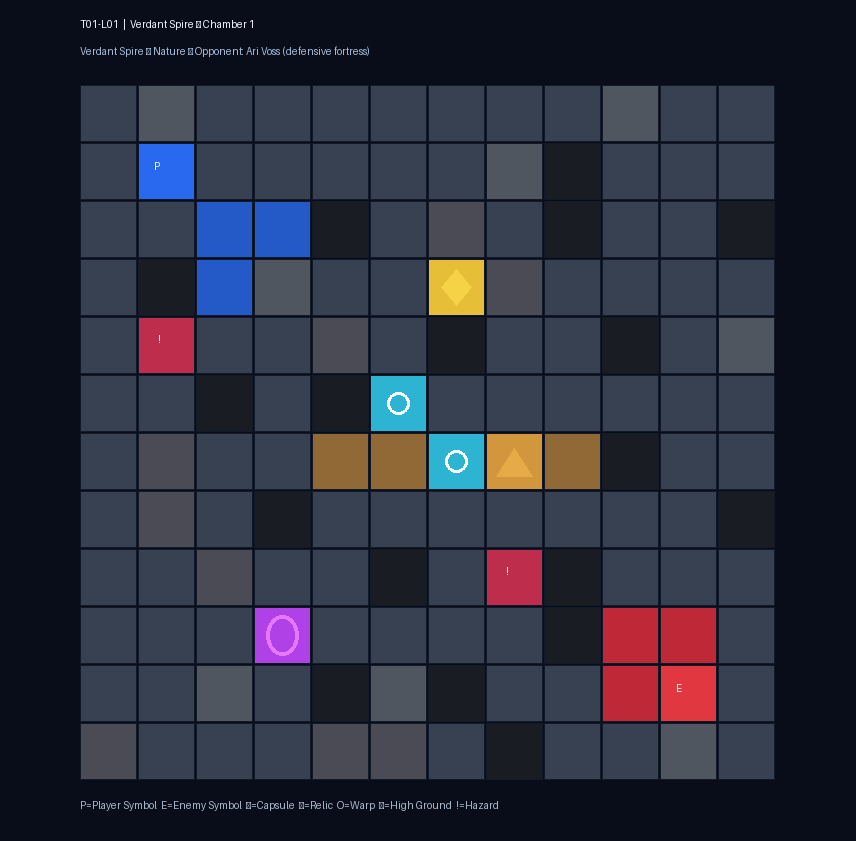 T01-L01 | Verdant Spire ▯ Chamber 1
Verdant Spire ▯ Nature ▯ Opponent: Ari Voss (defensive fortress)
P
!
!
E
P=Player Symbol E=Enemy Symbol ▯=Capsule ▯=Relic O=Warp ▯=High Ground !=Hazard